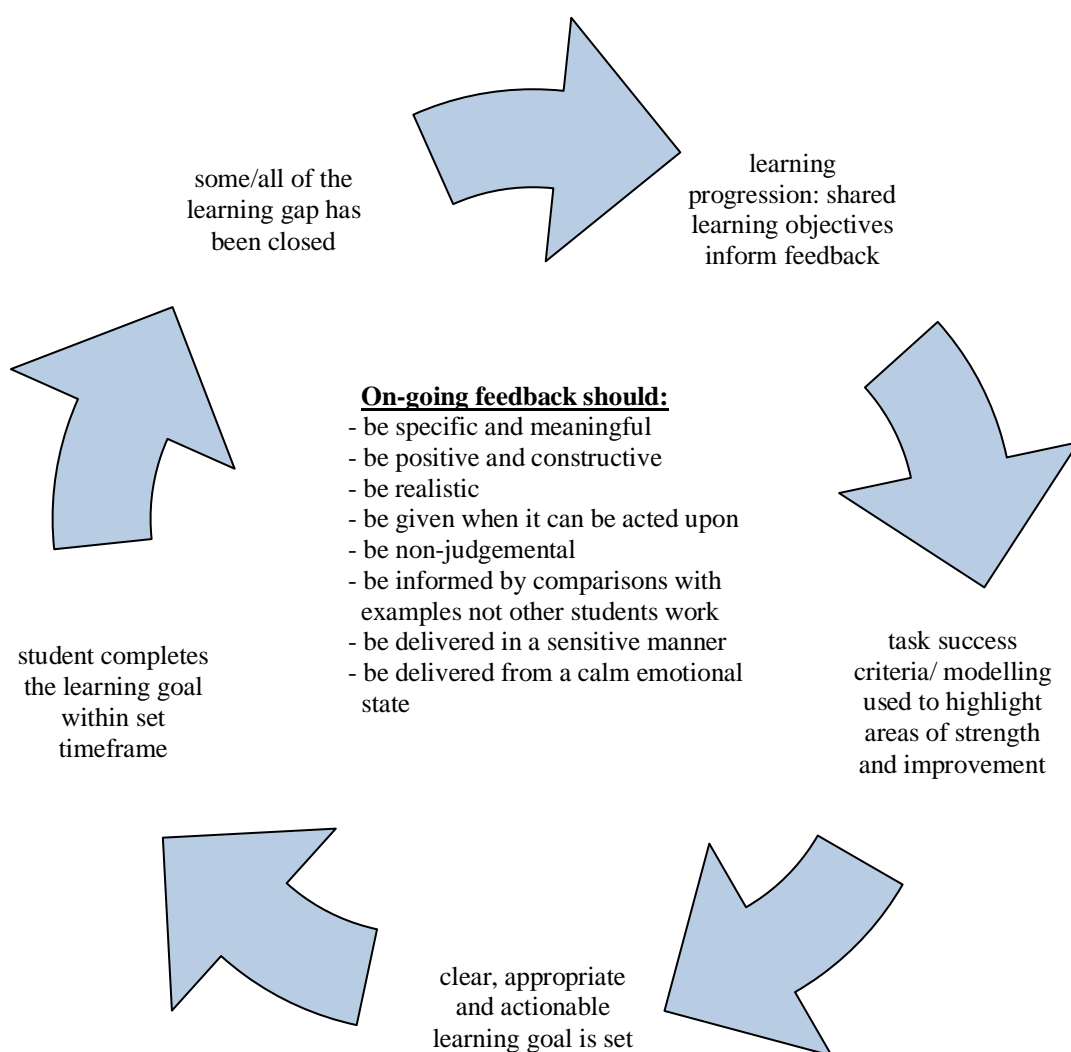 some/all of the
learning gap has
been closed
learning
progression: shared
learning objectives
inform feedback
On-going feedback should:
- be specific and meaningful
- be positive and constructive
- be realistic
- be given when it can be acted upon
- be non-judgemental
- be informed by comparisons with
examples not other students work
- be delivered in a sensitive manner
- be delivered from a calm emotional
state
task success
criteria/ modelling
used to highlight
areas of strength
and improvement
clear, appropriate
and actionable
learning goal is set
student completes
the learning goal
within set
timeframe